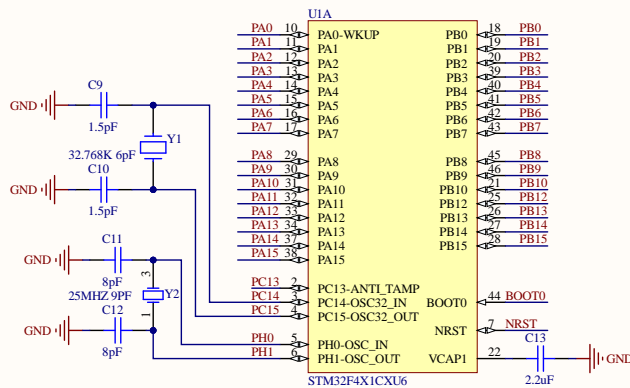 U1A
PA0 10 PA0-WKUP PB0 18 PB0
PA1 11 PA1 PB1 19 PB1
PA2 12 PA2 PB2 20 PB2
PA3 13 PA3 PB3 39 PB3
PA4 14 PA4 PB4 40 PB4
PA5 15 PA5 PB5 41 PB5
PA6 16 PA6 PB6 42 PB6
PA7 17 PA7 PB7 43 PB7
PA8 29 PA8 PB8 45 PB8
PA9 30 PA9 PB9 46 PB9
PA10 31 PA10 PB10 21 PB10
PA11 32 PA11 PB12 25 PB12
PA12 33 PA12 PB13 26 PB13
PA13 34 PA13 PB14 27 PB14
PA14 37 PA14 PB15 28 PB15
PA15 38 PA15
PC13 2 PC13-ANTI_TAMP
PC14 3 PC14-OSC32_IN BOOT0 44 BOOT0
PC15 4 PC15-OSC32_OUT
NRST 7 NRST
PH0 5 PH0-OSC_IN
PH1 6 PH1-OSC_OUT VCAP1 22
STM32F4X1CXU6
C9
GND
1.5pF
Y1
32.768K 6pF
C10
GND
1.5pF
C11
GND
8pF
3
25MHZ 9PF Y2
1
C12
GND
8pF
C13
GND
2.2uF